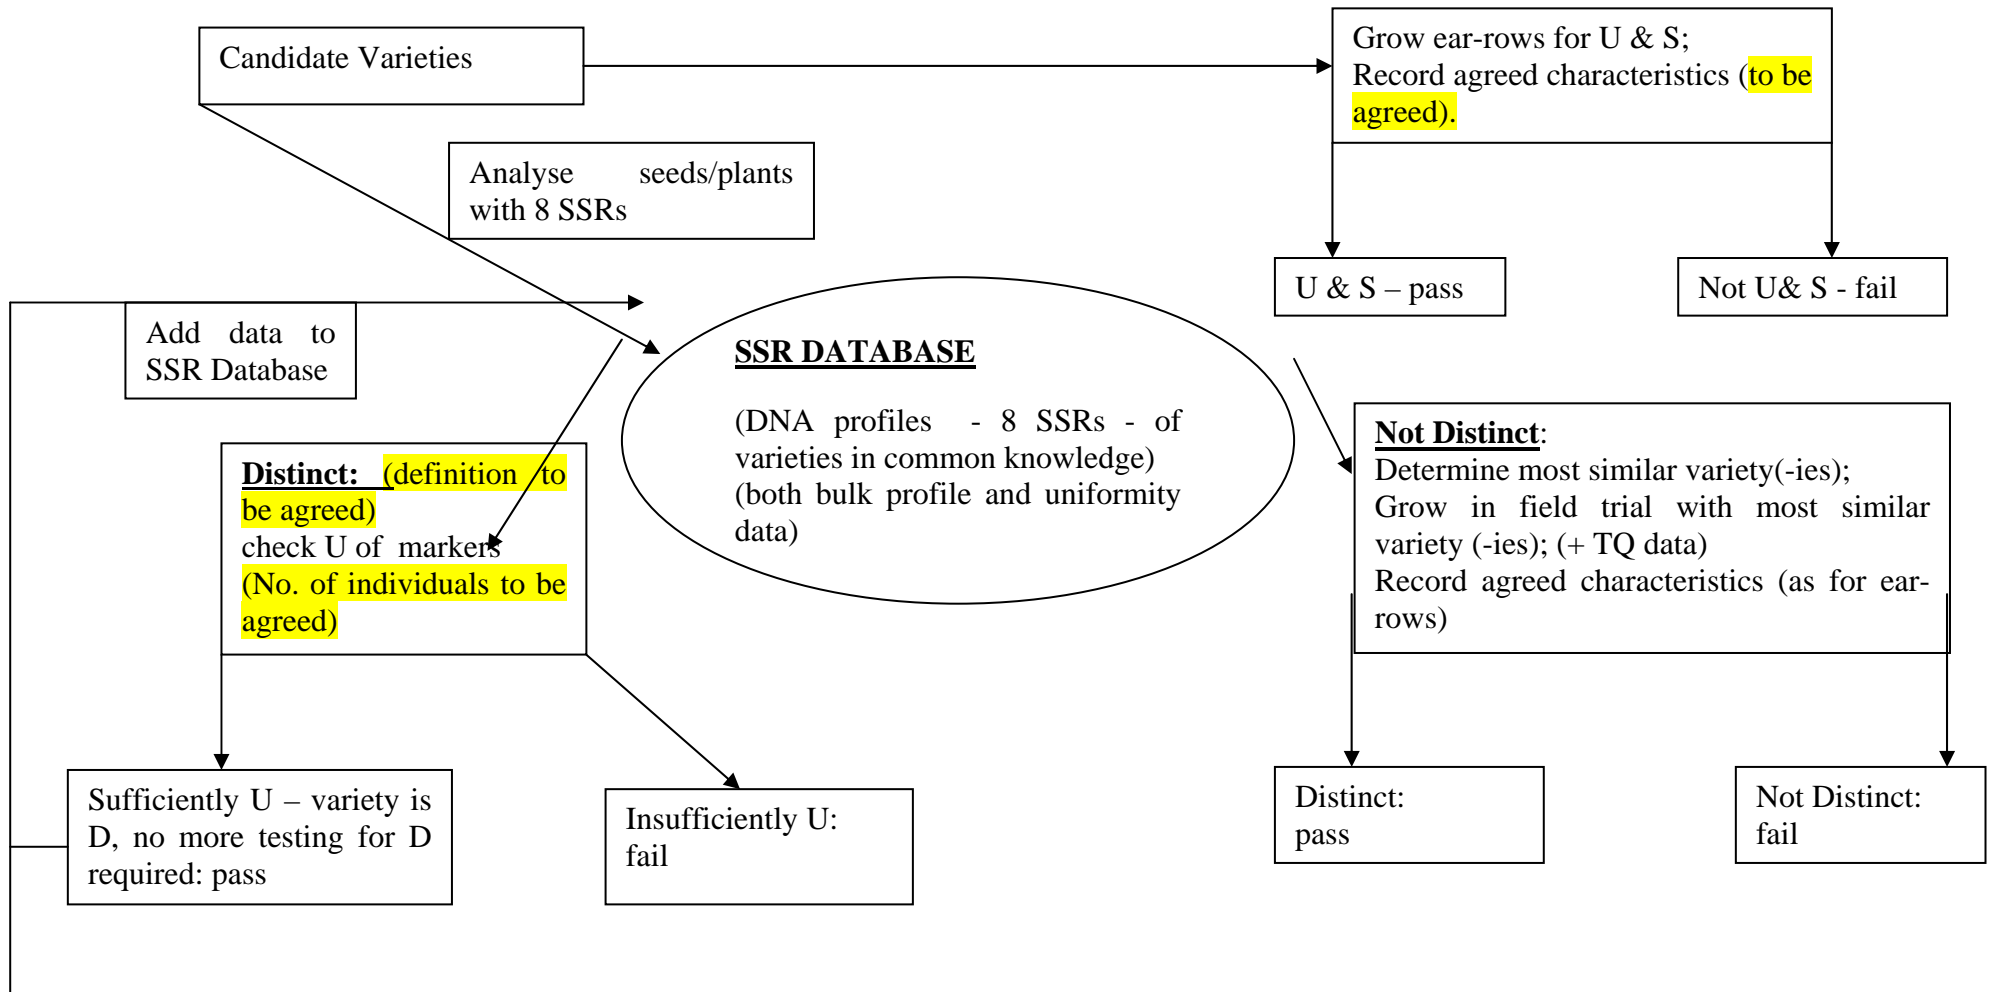 Candidate Varieties
Grow ear-rows for U & S;
Record agreed characteristics (to be
agreed).
Analyse seeds/plants
with 8 SSRs
U & S – pass
Not U& S - fail
Add data to
SSR Database
SSR DATABASE
(DNA profiles - 8 SSRs - of
varieties in common knowledge)
(both bulk profile and uniformity
data)
Distinct: (definition to
be agreed)
check U of markers
(No. of individuals to be
agreed)
Not Distinct:
Determine most similar variety(-ies);
Grow in field trial with most similar
variety (-ies); (+ TQ data)
Record agreed characteristics (as for ear-
rows)
Sufficiently U – variety is
D, no more testing for D
required: pass
Insufficiently U:
fail
Distinct:
pass
Not Distinct:
fail